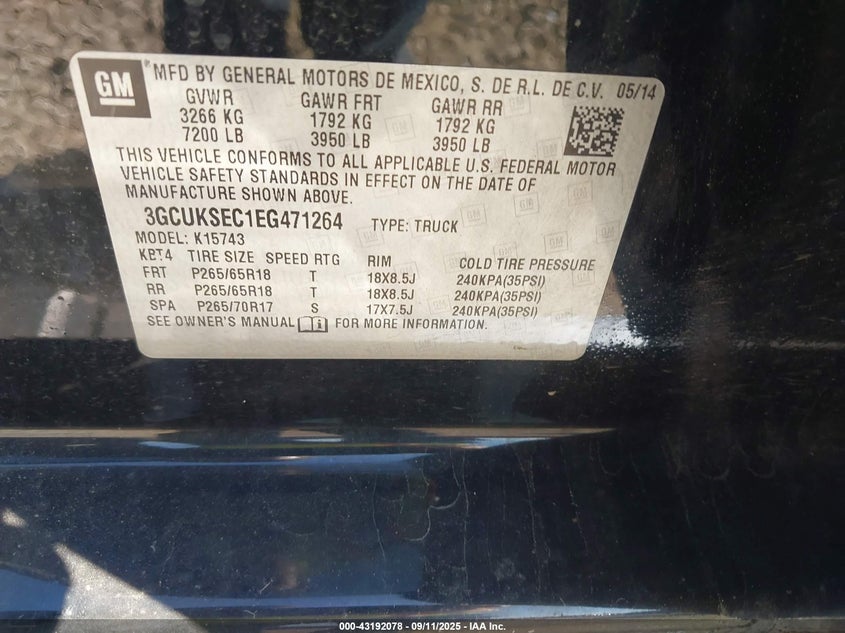 GM
MFD BY GENERAL MOTORS DE MEXICO, S. DE R.L. DE C.V. 05/14
GVWR GAWR FRT GAWR RR
3266 KG 1792 KG 1792 KG
7200 LB 3950 LB 3950 LB
THIS VEHICLE CONFORMS TO ALL APPLICABLE U.S. FEDERAL MOTOR
VEHICLE SAFETY STANDARDS IN EFFECT ON THE DATE OF
MANUFACTURE SHOWN ABOVE.
3GCUKSEC1EG471264 TYPE: TRUCK
MODEL: K15743
KBT4 TIRE SIZE SPEED RTG RIM COLD TIRE PRESSURE
FRT P265/65R18 T 18X8.5J 240KPA(35PSI)
RR P265/65R18 T 18X8.5J 240KPA(35PSI)
SPA P265/70R17 S 17X7.5J 240KPA(35PSI)
SEE OWNER'S MANUAL FOR MORE INFORMATION.
000-43192078 - 09/11/2025 - IAA Inc.